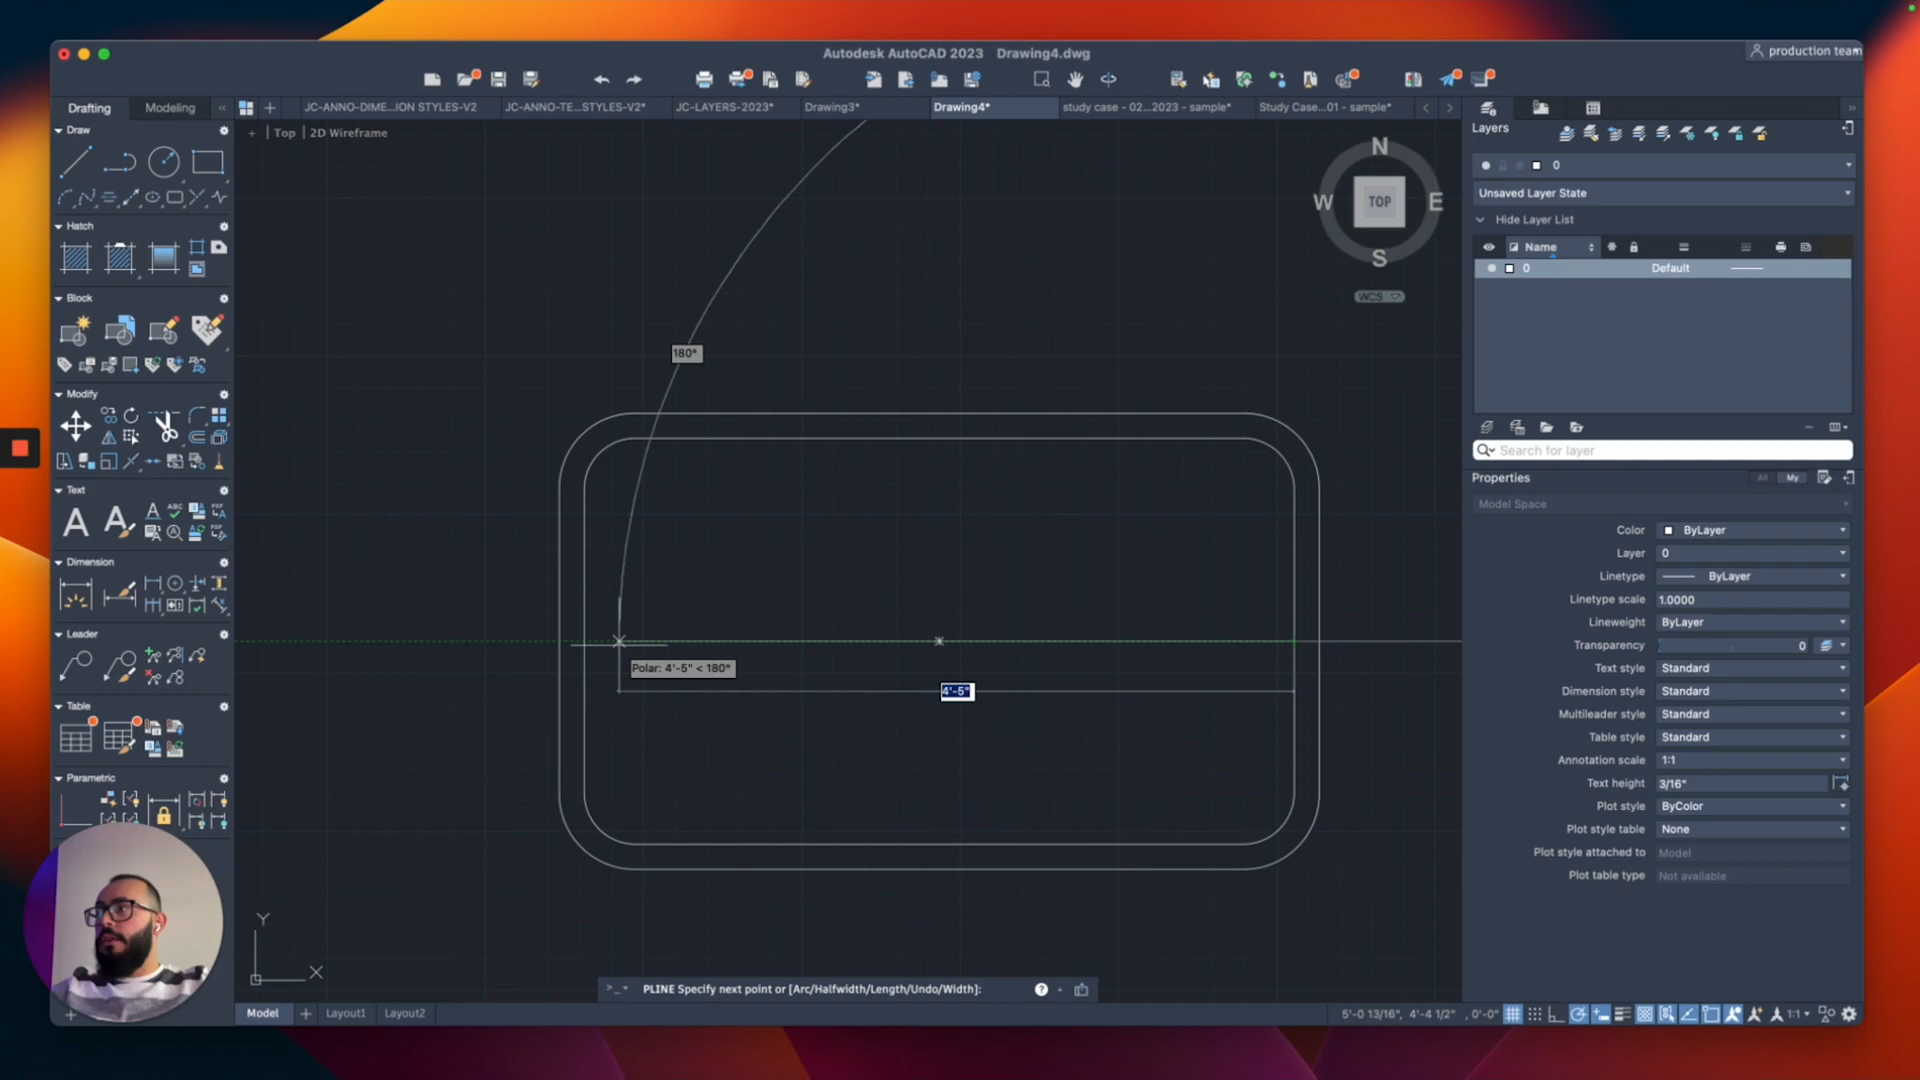 Autodesk AutoCAD 2023 Drawing4.dwg
production team
Drafting
Modeling
JC-ANNO-DIME...ION STYLES-V2
JC-ANNO-TE...STYLES-V2*
JC-LAYERS-2023*
Drawing3*
Drawing4*
study case - 02...2023 - sample*
Study Case...01 - sample*
Draw
Hatch
Block
Modify
Text
Dimension
Leader
Table
Parametric
+ | Top | 2D Wireframe
N
W
TOP
E
S
WCS
180°
Polar: 4'-5" < 180°
4'-5"
Y
X
PLINE Specify next point or [Arc/Halfwidth/Length/Undo/Width]:
Model
Layout1
Layout2
5'-0 13/16", 4'-4 1/2" , 0'-0"
1:1
Layers
0
Unsaved Layer State
Hide Layer List
Name
0 Default
Search for layer
Properties
All My
Model Space
Color ByLayer
Layer 0
Linetype ByLayer
Linetype scale 1.0000
Lineweight ByLayer
Transparency 0
Text style Standard
Dimension style Standard
Multileader style Standard
Table style Standard
Annotation scale 1:1
Text height 3/16"
Plot style ByColor
Plot style table None
Plot style attached to Model
Plot table type Not available